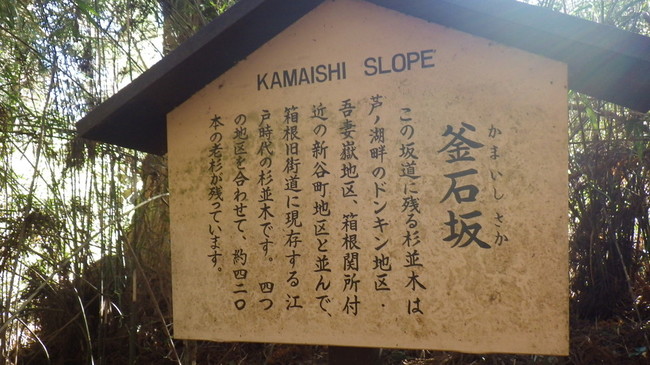 KAMAISHI SLOPE
かまいし さか
釜石坂
この坂道に残る杉並木は
芦ノ湖畔のドンキン地区・
吾妻嶽地区、箱根関所付
近の新谷町地区と並んで、
箱根旧街道に現存する江
戸時代の杉並木です。 四つ
の地区を合わせて、約四二〇
本の老杉が残っています。